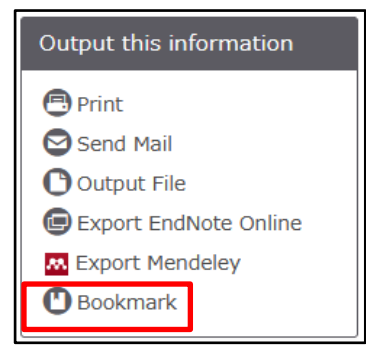 Output this information
Print
Send Mail
Output File
Export EndNote Online
Export Mendeley
Bookmark